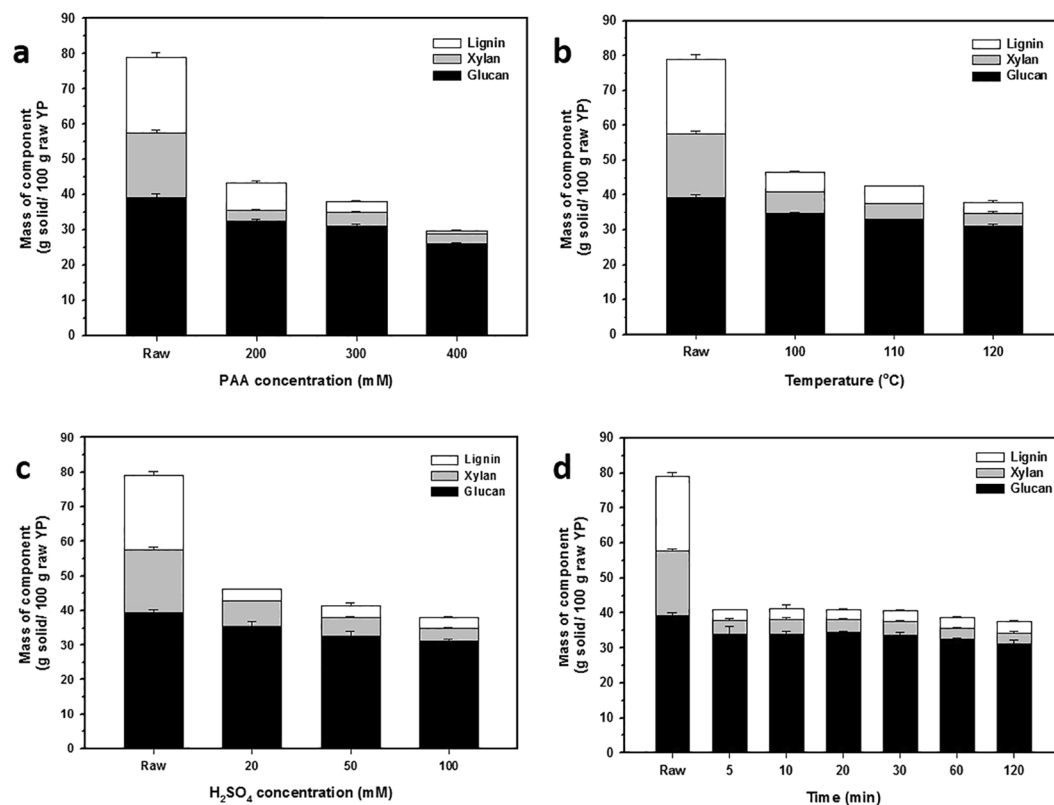 a
90
80
70
60
50
40
30
20
10
0
Mass of component
(g solid/ 100 g raw YP)
Lignin
Xylan
Glucan
Raw 200 300 400
PAA concentration (mM)
b
90
80
70
60
50
40
30
20
10
0
Mass of component
(g solid/ 100 g raw YP)
Lignin
Xylan
Glucan
Raw 100 110 120
Temperature (°C)
c
90
80
70
60
50
40
30
20
10
0
Mass of component
(g solid/ 100 g raw YP)
Lignin
Xylan
Glucan
Raw 20 50 100
H₂SO₄ concentration (mM)
d
90
80
70
60
50
40
30
20
10
0
Mass of component
(g solid/ 100 g raw YP)
Lignin
Xylan
Glucan
Raw 5 10 20 30 60 120
Time (min)